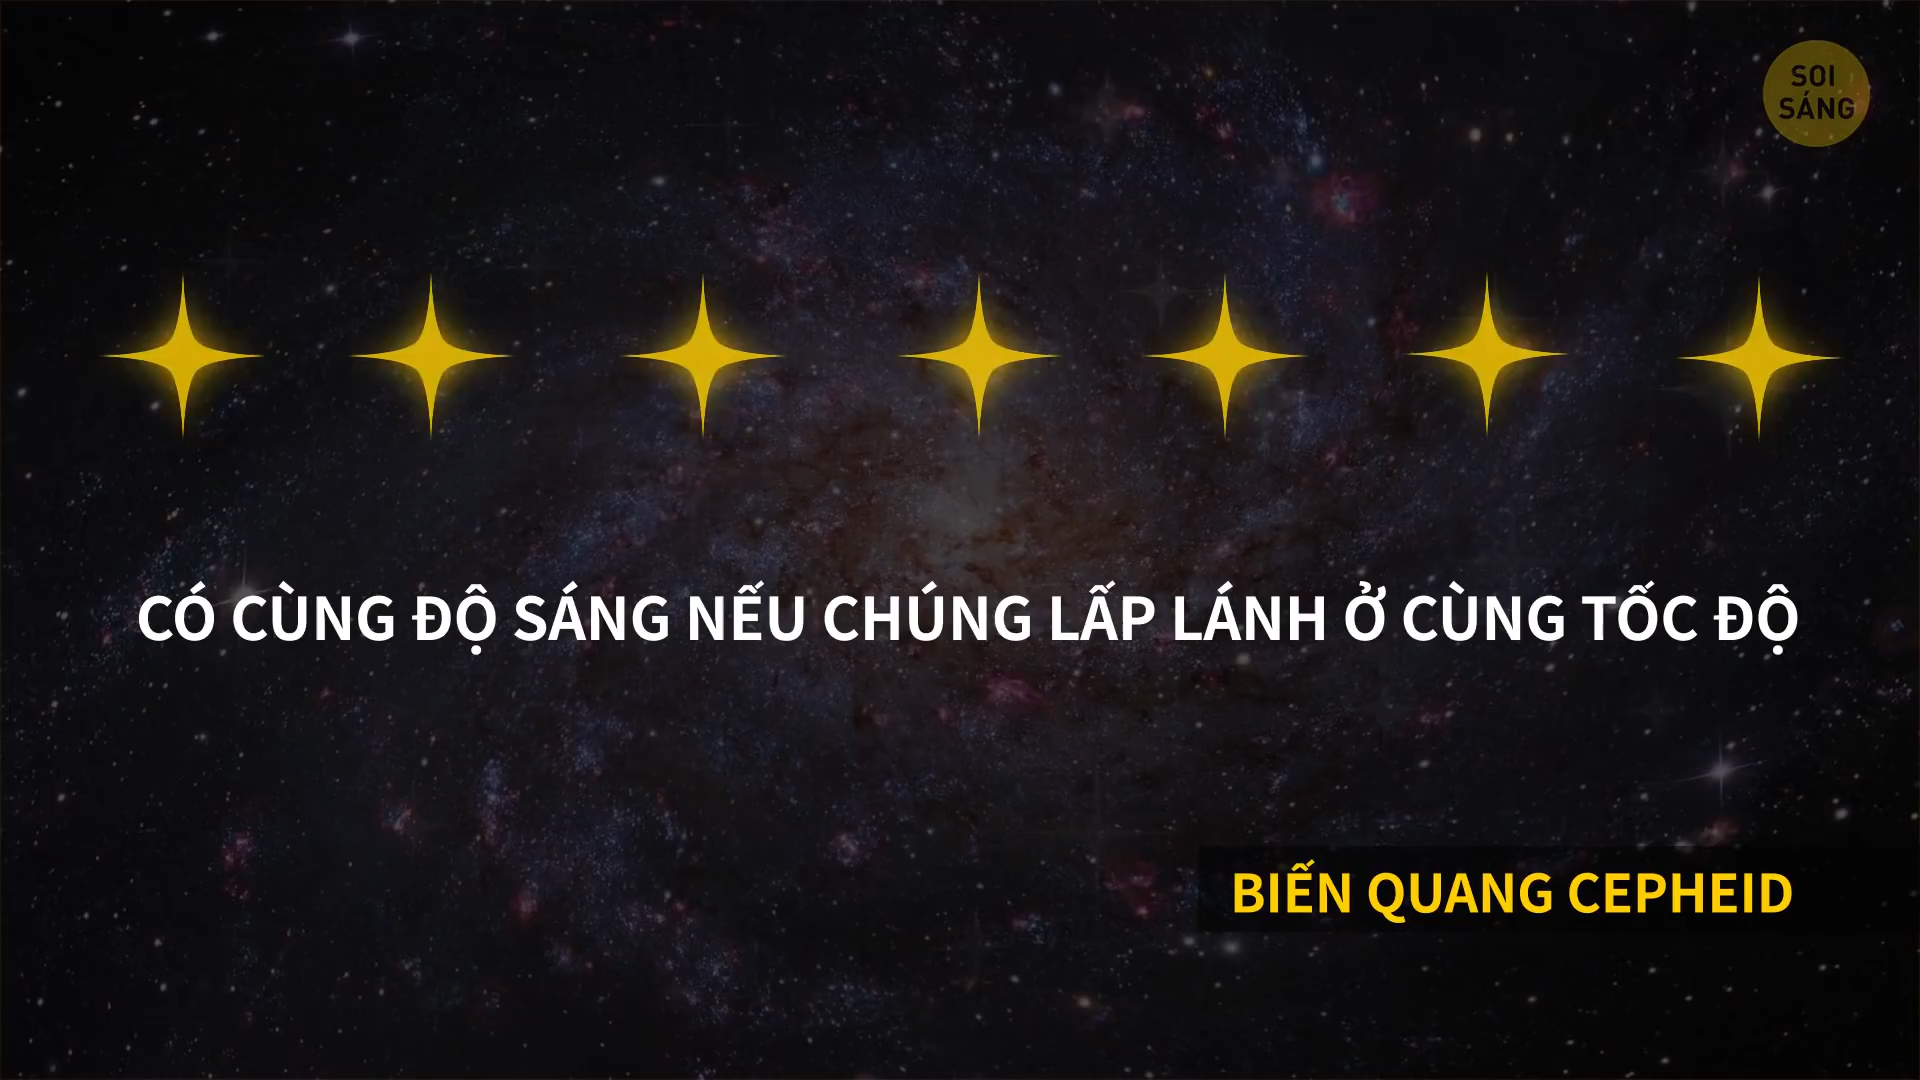 SOI
SÁNG
CÓ CÙNG ĐỘ SÁNG NẾU CHÚNG LẤP LÁNH Ở CÙNG TỐC ĐỘ
BIẾN QUANG CEPHEID